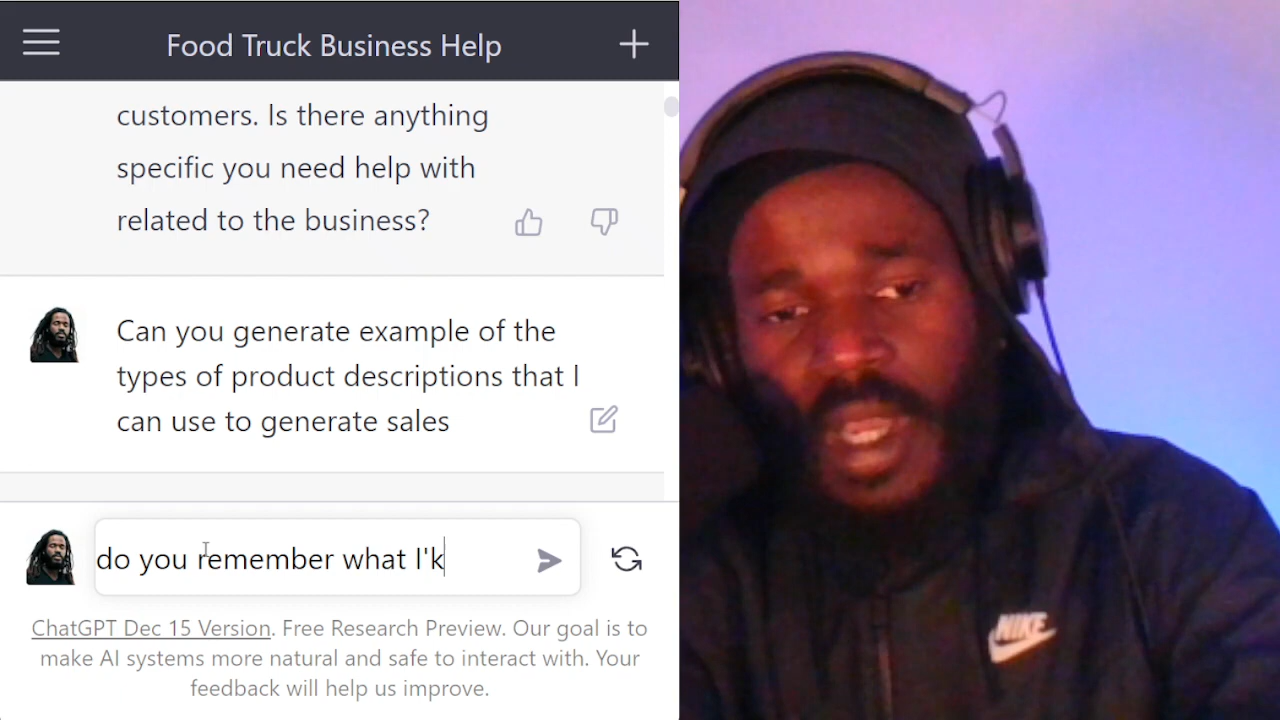 Food Truck Business Help
customers. Is there anything
specific you need help with
related to the business?
Can you generate example of the
types of product descriptions that I
can use to generate sales
do you remember what I'k
ChatGPT Dec 15 Version. Free Research Preview. Our goal is to
make AI systems more natural and safe to interact with. Your
feedback will help us improve.
NIKE